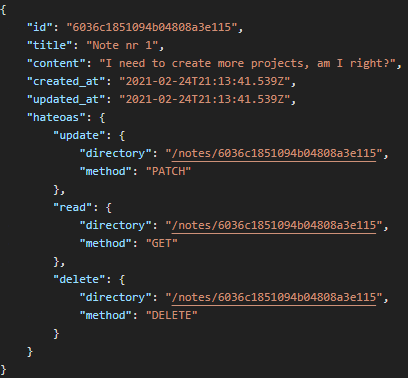 {
    "id": "6036c1851094b04808a3e115",
    "title": "Note nr 1",
    "content": "I need to create more projects, am I right?",
    "created_at": "2021-02-24T21:13:41.539Z",
    "updated_at": "2021-02-24T21:13:41.539Z",
    "hateoas": {
        "update": {
            "directory": "/notes/6036c1851094b04808a3e115",
            "method": "PATCH"
        },
        "read": {
            "directory": "/notes/6036c1851094b04808a3e115",
            "method": "GET"
        },
        "delete": {
            "directory": "/notes/6036c1851094b04808a3e115",
            "method": "DELETE"
        }
    }
}